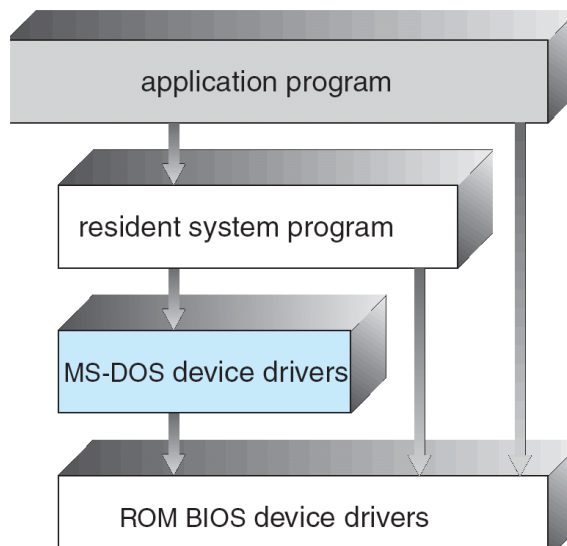 application program
resident system program
MS-DOS device drivers
ROM BIOS device drivers